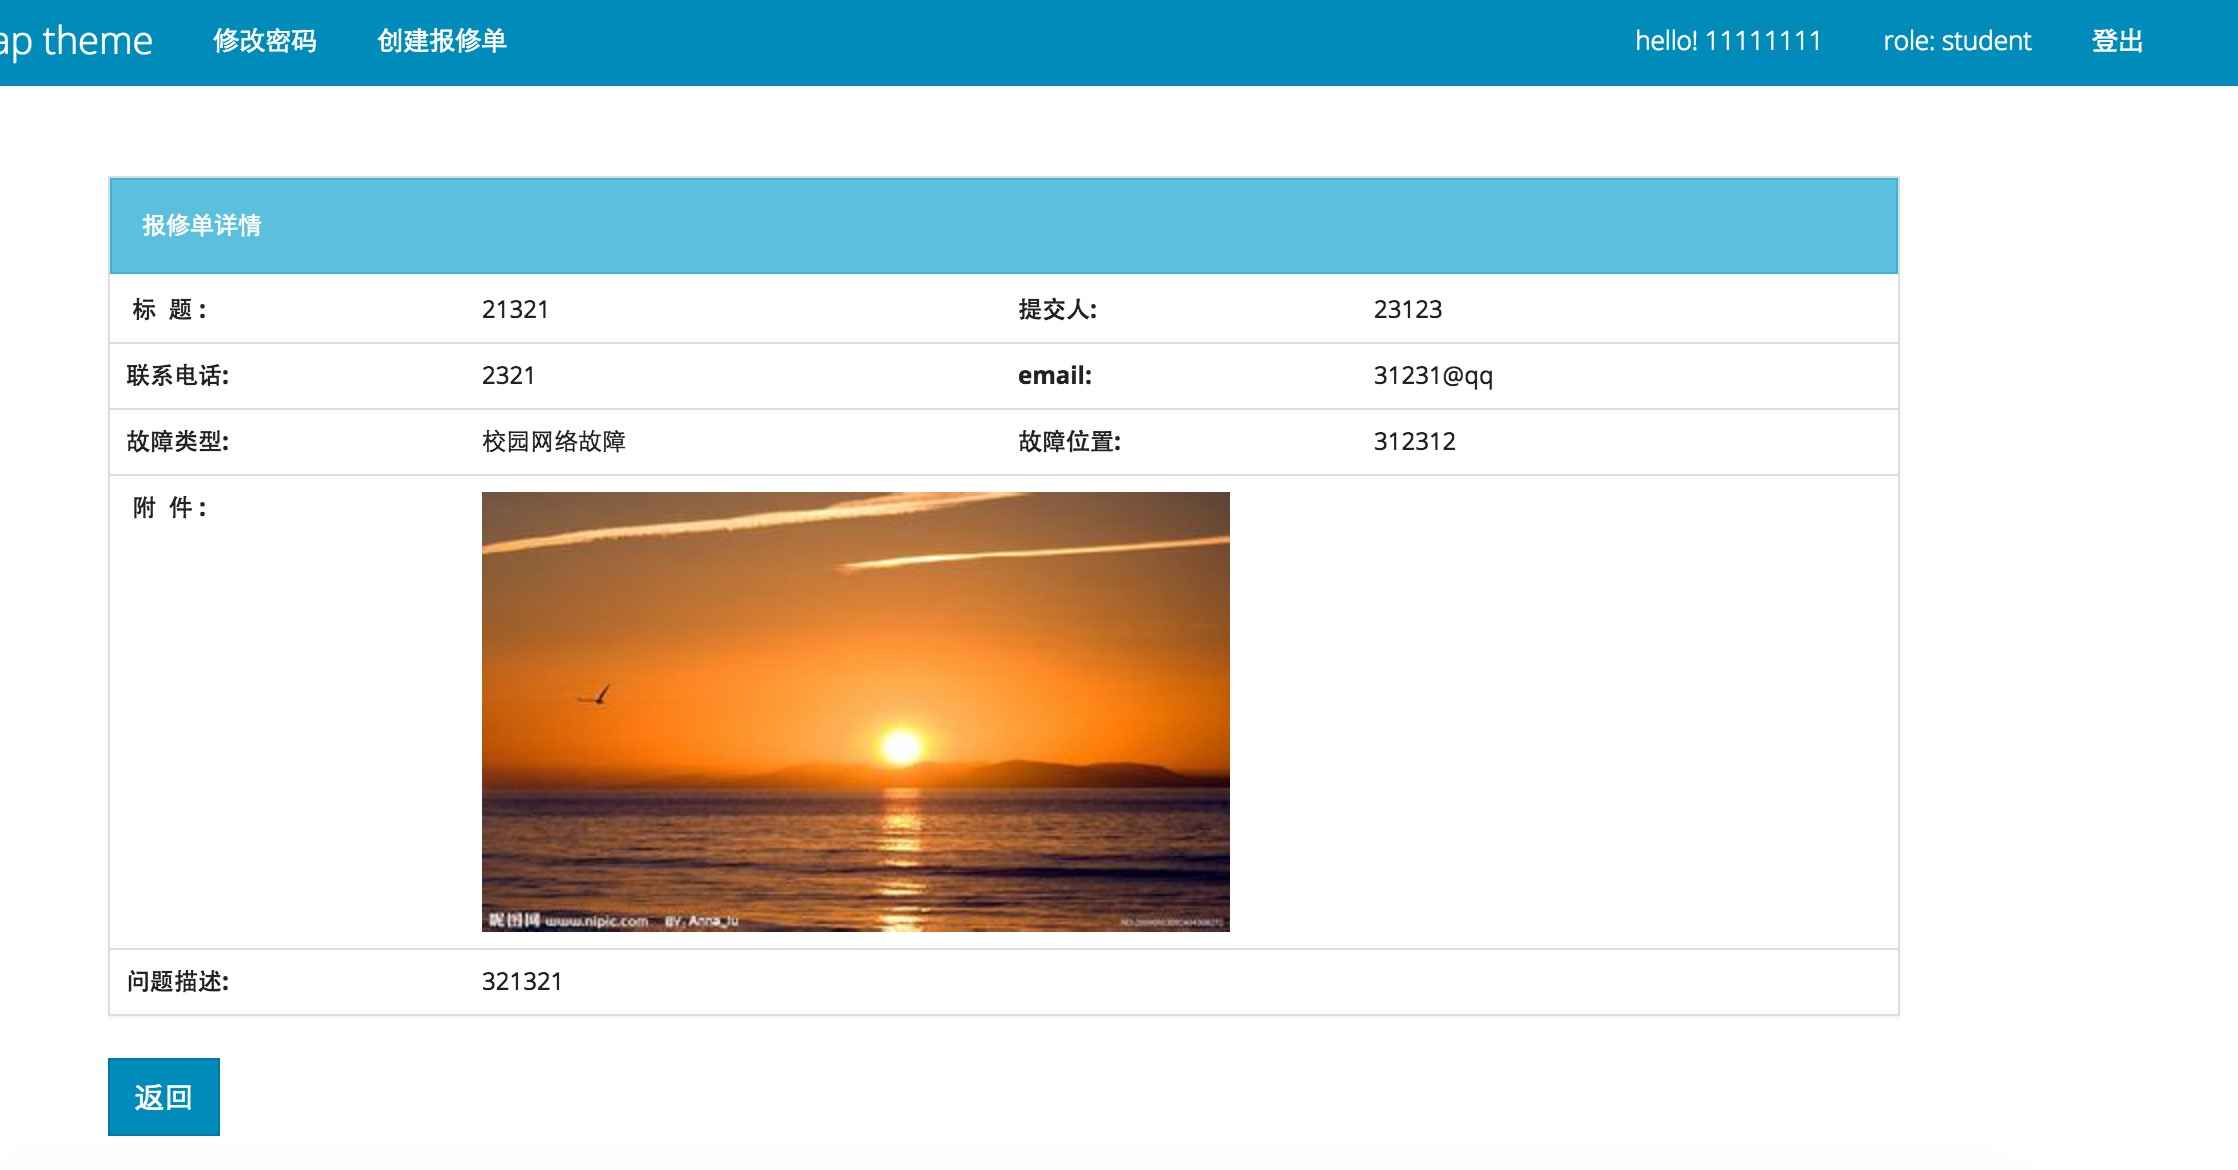 ap theme 修改密码 创建报修单 hello! 11111111 role: student 登出
报修单详情
标 题 : 21321 提交人: 23123
联系电话: 2321 email: 31231@qq
故障类型: 校园网络故障 故障位置: 312312
附 件 :
昵图网 www.nipic.com BY: Anna_lu
问题描述: 321321
返回